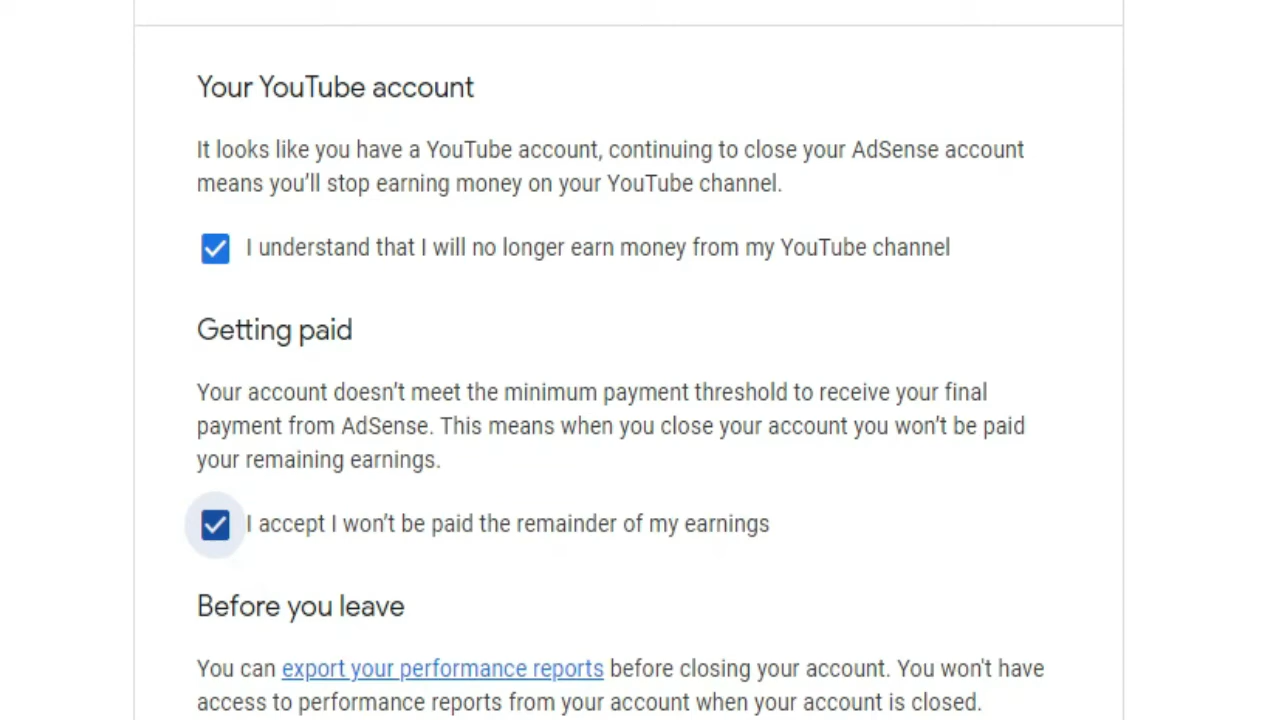 Your YouTube account
It looks like you have a YouTube account, continuing to close your AdSense account
means you’ll stop earning money on your YouTube channel.
I understand that I will no longer earn money from my YouTube channel
Getting paid
Your account doesn’t meet the minimum payment threshold to receive your final
payment from AdSense. This means when you close your account you won’t be paid
your remaining earnings.
I accept I won’t be paid the remainder of my earnings
Before you leave
You can export your performance reports before closing your account. You won't have
access to performance reports from your account when your account is closed.